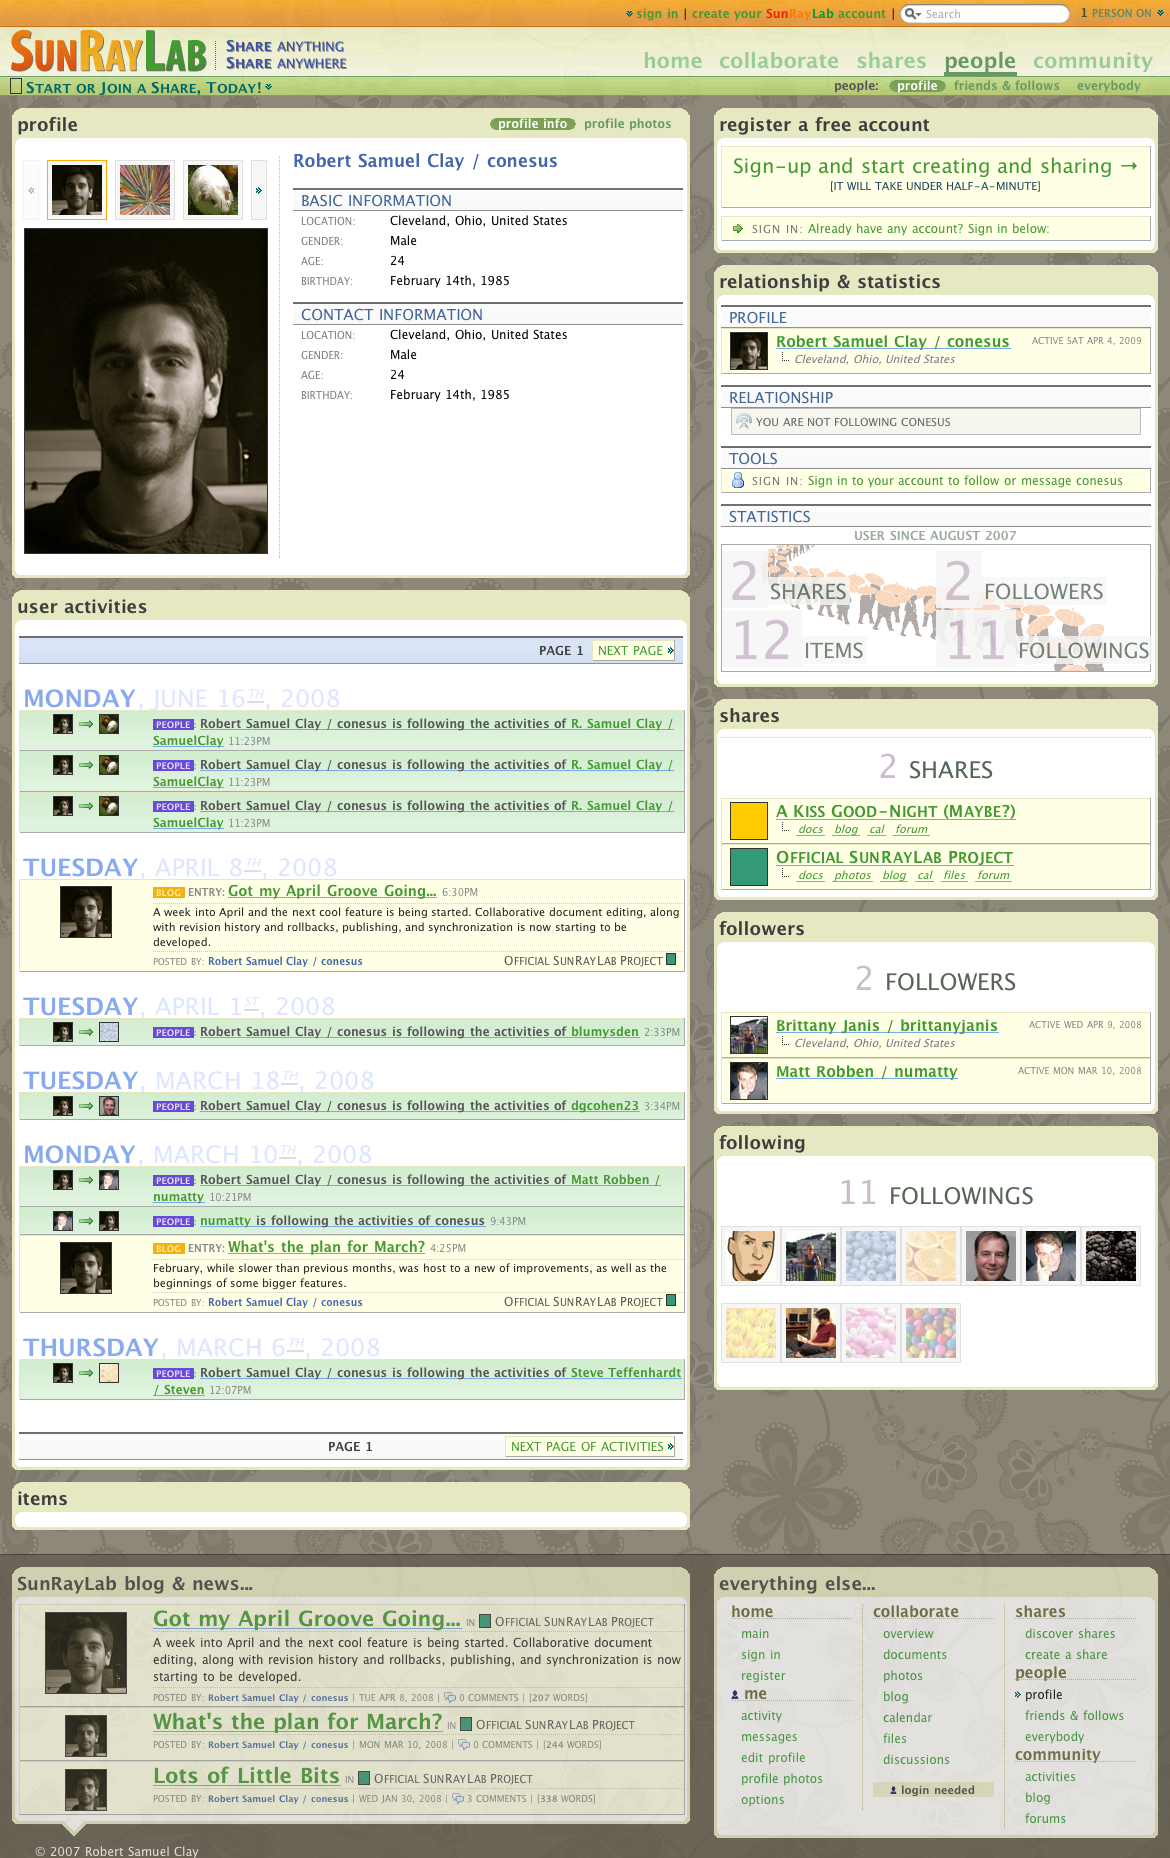 sign in | create your SunRayLab account | Search 1 PERSON ON
SUNRAYLAB
SHARE ANYTHING
SHARE ANYWHERE
home collaborate shares people community
START OR JOIN A SHARE, TODAY!
people: profile friends & follows everybody
profile
profile info profile photos
Robert Samuel Clay / conesus
BASIC INFORMATION
LOCATION: Cleveland, Ohio, United States
GENDER: Male
AGE: 24
BIRTHDAY: February 14th, 1985
CONTACT INFORMATION
LOCATION: Cleveland, Ohio, United States
GENDER: Male
AGE: 24
BIRTHDAY: February 14th, 1985
user activities
PAGE 1 NEXT PAGE
MONDAY, JUNE 16TH, 2008
PEOPLE: Robert Samuel Clay / conesus is following the activities of R. Samuel Clay /
SamuelClay 11:23PM
PEOPLE: Robert Samuel Clay / conesus is following the activities of R. Samuel Clay /
SamuelClay 11:23PM
PEOPLE: Robert Samuel Clay / conesus is following the activities of R. Samuel Clay /
SamuelClay 11:23PM
TUESDAY, APRIL 8TH, 2008
BLOG ENTRY: Got my April Groove Going... 6:30PM
A week into April and the next cool feature is being started. Collaborative document editing, along
with revision history and rollbacks, publishing, and synchronization is now starting to be
developed.
POSTED BY: Robert Samuel Clay / conesus OFFICIAL SUNRAYLAB PROJECT
TUESDAY, APRIL 1ST, 2008
PEOPLE: Robert Samuel Clay / conesus is following the activities of blumysden 2:33PM
TUESDAY, MARCH 18TH, 2008
PEOPLE: Robert Samuel Clay / conesus is following the activities of dgcohen23 3:34PM
MONDAY, MARCH 10TH, 2008
PEOPLE: Robert Samuel Clay / conesus is following the activities of Matt Robben /
numatty 10:21PM
PEOPLE: numatty is following the activities of conesus 9:43PM
BLOG ENTRY: What's the plan for March? 4:25PM
February, while slower than previous months, was host to a new of improvements, as well as the
beginnings of some bigger features.
POSTED BY: Robert Samuel Clay / conesus OFFICIAL SUNRAYLAB PROJECT
THURSDAY, MARCH 6TH, 2008
PEOPLE: Robert Samuel Clay / conesus is following the activities of Steve Teffenhardt
/ Steven 12:07PM
PAGE 1 NEXT PAGE OF ACTIVITIES
items
register a free account
Sign-up and start creating and sharing →
[IT WILL TAKE UNDER HALF-A-MINUTE]
SIGN IN: Already have any account? Sign in below:
relationship & statistics
PROFILE
Robert Samuel Clay / conesus ACTIVE SAT APR 4, 2009
Cleveland, Ohio, United States
RELATIONSHIP
YOU ARE NOT FOLLOWING CONESUS
TOOLS
SIGN IN: Sign in to your account to follow or message conesus
STATISTICS
USER SINCE AUGUST 2007
2 SHARES 2 FOLLOWERS
12 ITEMS 11 FOLLOWINGS
shares
2 SHARES
A KISS GOOD-NIGHT (MAYBE?)
docs blog cal forum
OFFICIAL SUNRAYLAB PROJECT
docs photos blog cal files forum
followers
2 FOLLOWERS
Brittany Janis / brittanyjanis ACTIVE WED APR 9, 2008
Cleveland, Ohio, United States
Matt Robben / numatty ACTIVE MON MAR 10, 2008
following
11 FOLLOWINGS
SunRayLab blog & news...
Got my April Groove Going... IN OFFICIAL SUNRAYLAB PROJECT
A week into April and the next cool feature is being started. Collaborative document
editing, along with revision history and rollbacks, publishing, and synchronization is now
starting to be developed.
POSTED BY: Robert Samuel Clay / conesus | TUE APR 8, 2008 | 0 COMMENTS | [207 WORDS]
What's the plan for March? IN OFFICIAL SUNRAYLAB PROJECT
POSTED BY: Robert Samuel Clay / conesus | MON MAR 10, 2008 | 0 COMMENTS | [244 WORDS]
Lots of Little Bits IN OFFICIAL SUNRAYLAB PROJECT
POSTED BY: Robert Samuel Clay / conesus | WED JAN 30, 2008 | 3 COMMENTS | [338 WORDS]
© 2007 Robert Samuel Clay
everything else...
home
main
sign in
register
me
activity
messages
edit profile
profile photos
options
collaborate
overview
documents
photos
blog
calendar
files
discussions
login needed
shares
discover shares
create a share
people
profile
friends & follows
everybody
community
activities
blog
forums